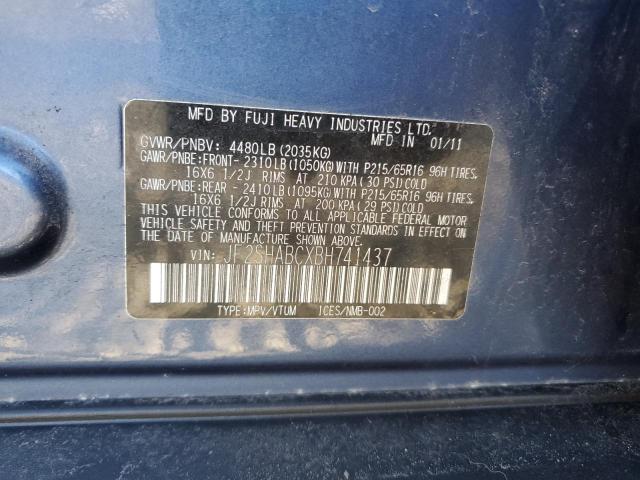 MFD BY FUJI HEAVY INDUSTRIES LTD.
MFD IN 01/11
GVWR/PNBV: 4480LB(2035KG)
GAWR/PNBE:FRONT- 2310LB(1050KG)WITH P215/65R16 96H TIRES,
16X6 1/2J RIMS AT 210 KPA(30 PSI)COLD
GAWR/PNBE:REAR - 2410LB(1095KG)WITH P215/65R16 96H TIRES,
16X6 1/2J RIMS AT 200 KPA(29 PSI)COLD
THIS VEHICLE CONFORMS TO ALL APPLICABLE FEDERAL MOTOR
VEHICLE SAFETY AND THEFT PREVENTION STANDARDS IN EFFECT
ON THE DATE OF MANUFACTURE SHOWN ABOVE.
VIN: JF2SHABCXBH741437
TYPE:MPV/VTUM ICES/NMB-002